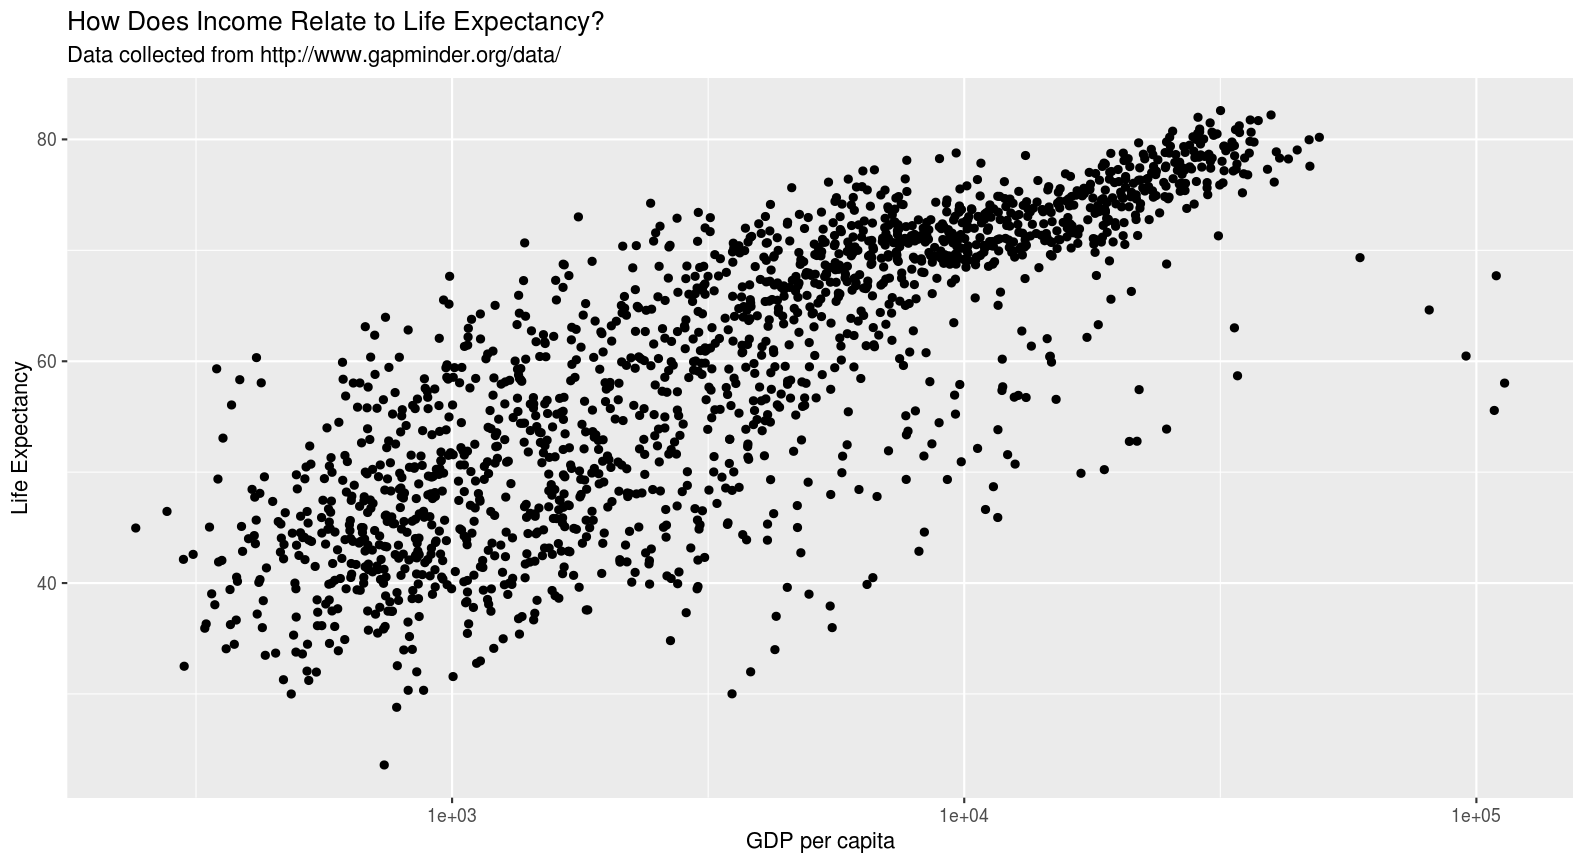 How Does Income Relate to Life Expectancy?
Data collected from http://www.gapminder.org/data/
80
60
40
Life Expectancy
1e+03
1e+04
1e+05
GDP per capita